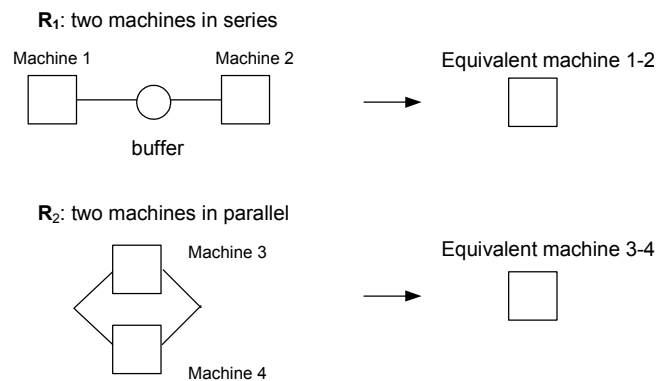 R₁: two machines in series
Machine 1
Machine 2
Equivalent machine 1-2
buffer
R₂: two machines in parallel
Machine 3
Equivalent machine 3-4
Machine 4